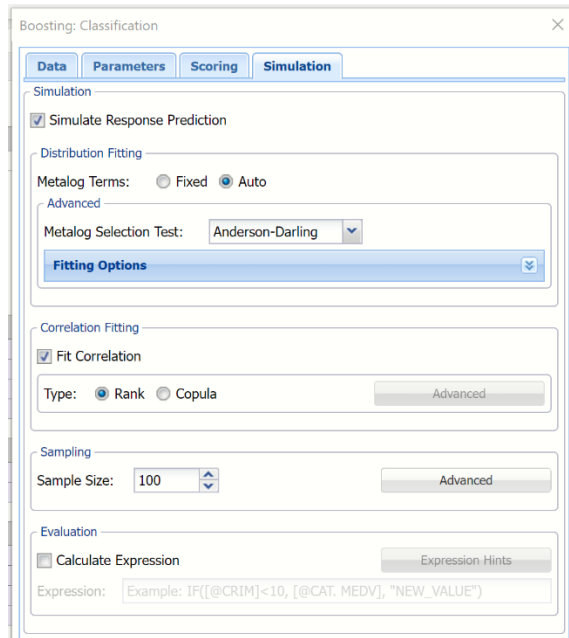 Boosting: Classification
Data Parameters Scoring Simulation
Simulation
Simulate Response Prediction
Distribution Fitting
Metalog Terms: Fixed Auto
Advanced
Metalog Selection Test: Anderson-Darling
Fitting Options
Correlation Fitting
Fit Correlation
Type: Rank Copula Advanced
Sampling
Sample Size: 100 Advanced
Evaluation
Calculate Expression Expression Hints
Expression: Example: IF([@CRIM]<10, [@CAT. MEDV], "NEW_VALUE")